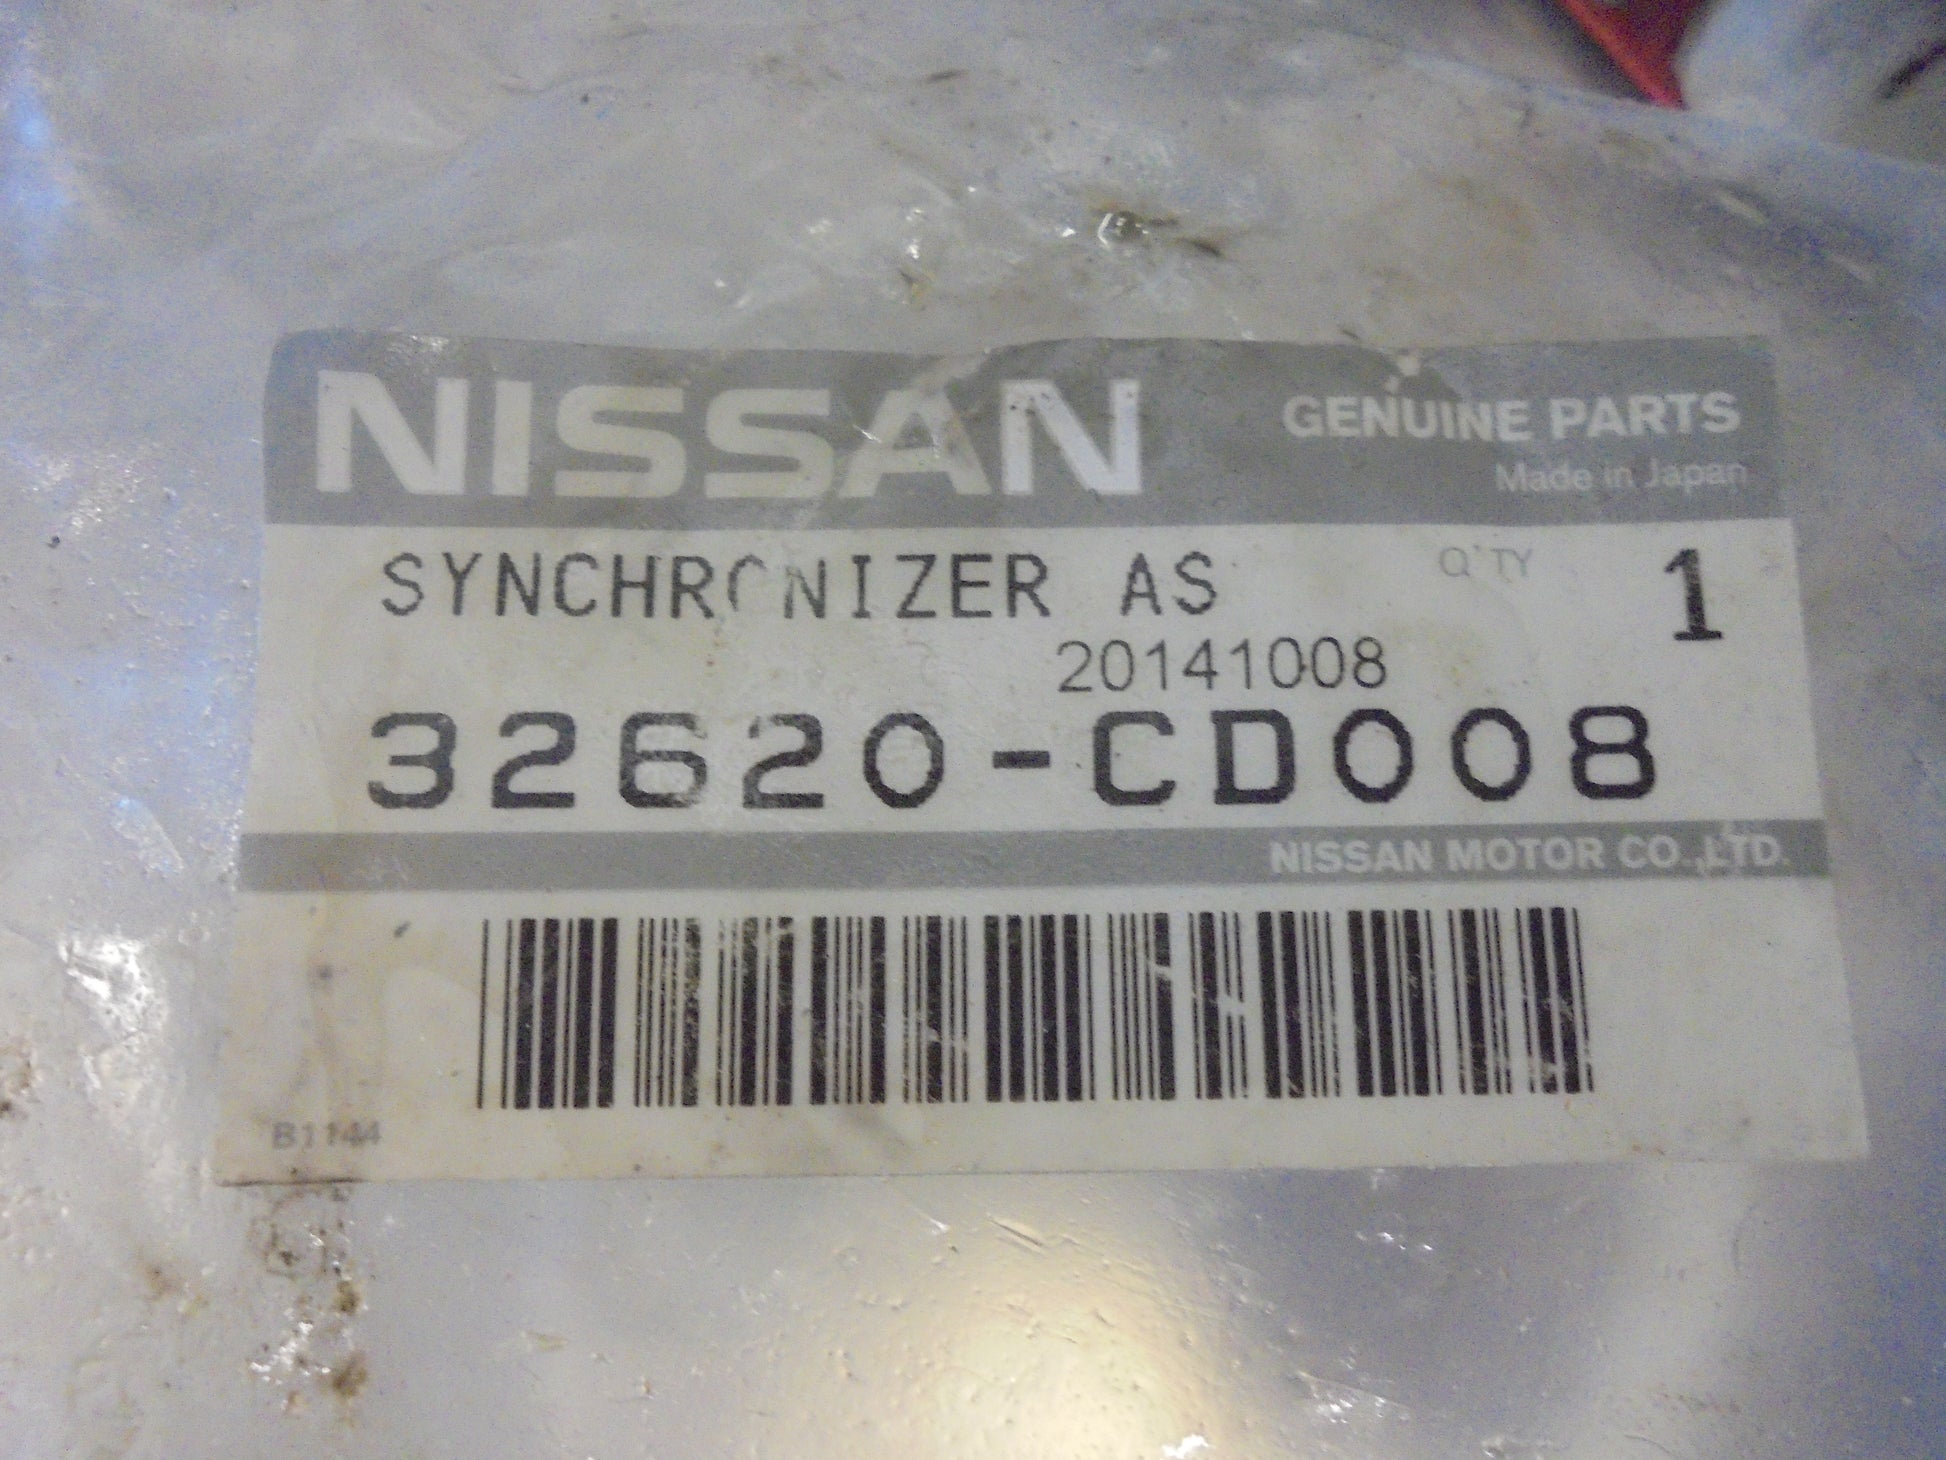 NISSAN GENUINE PARTS
Made in Japan
SYNCHRONIZER AS Q'TY 1
20141008
32620-CD008
NISSAN MOTOR CO.,LTD.
B1144